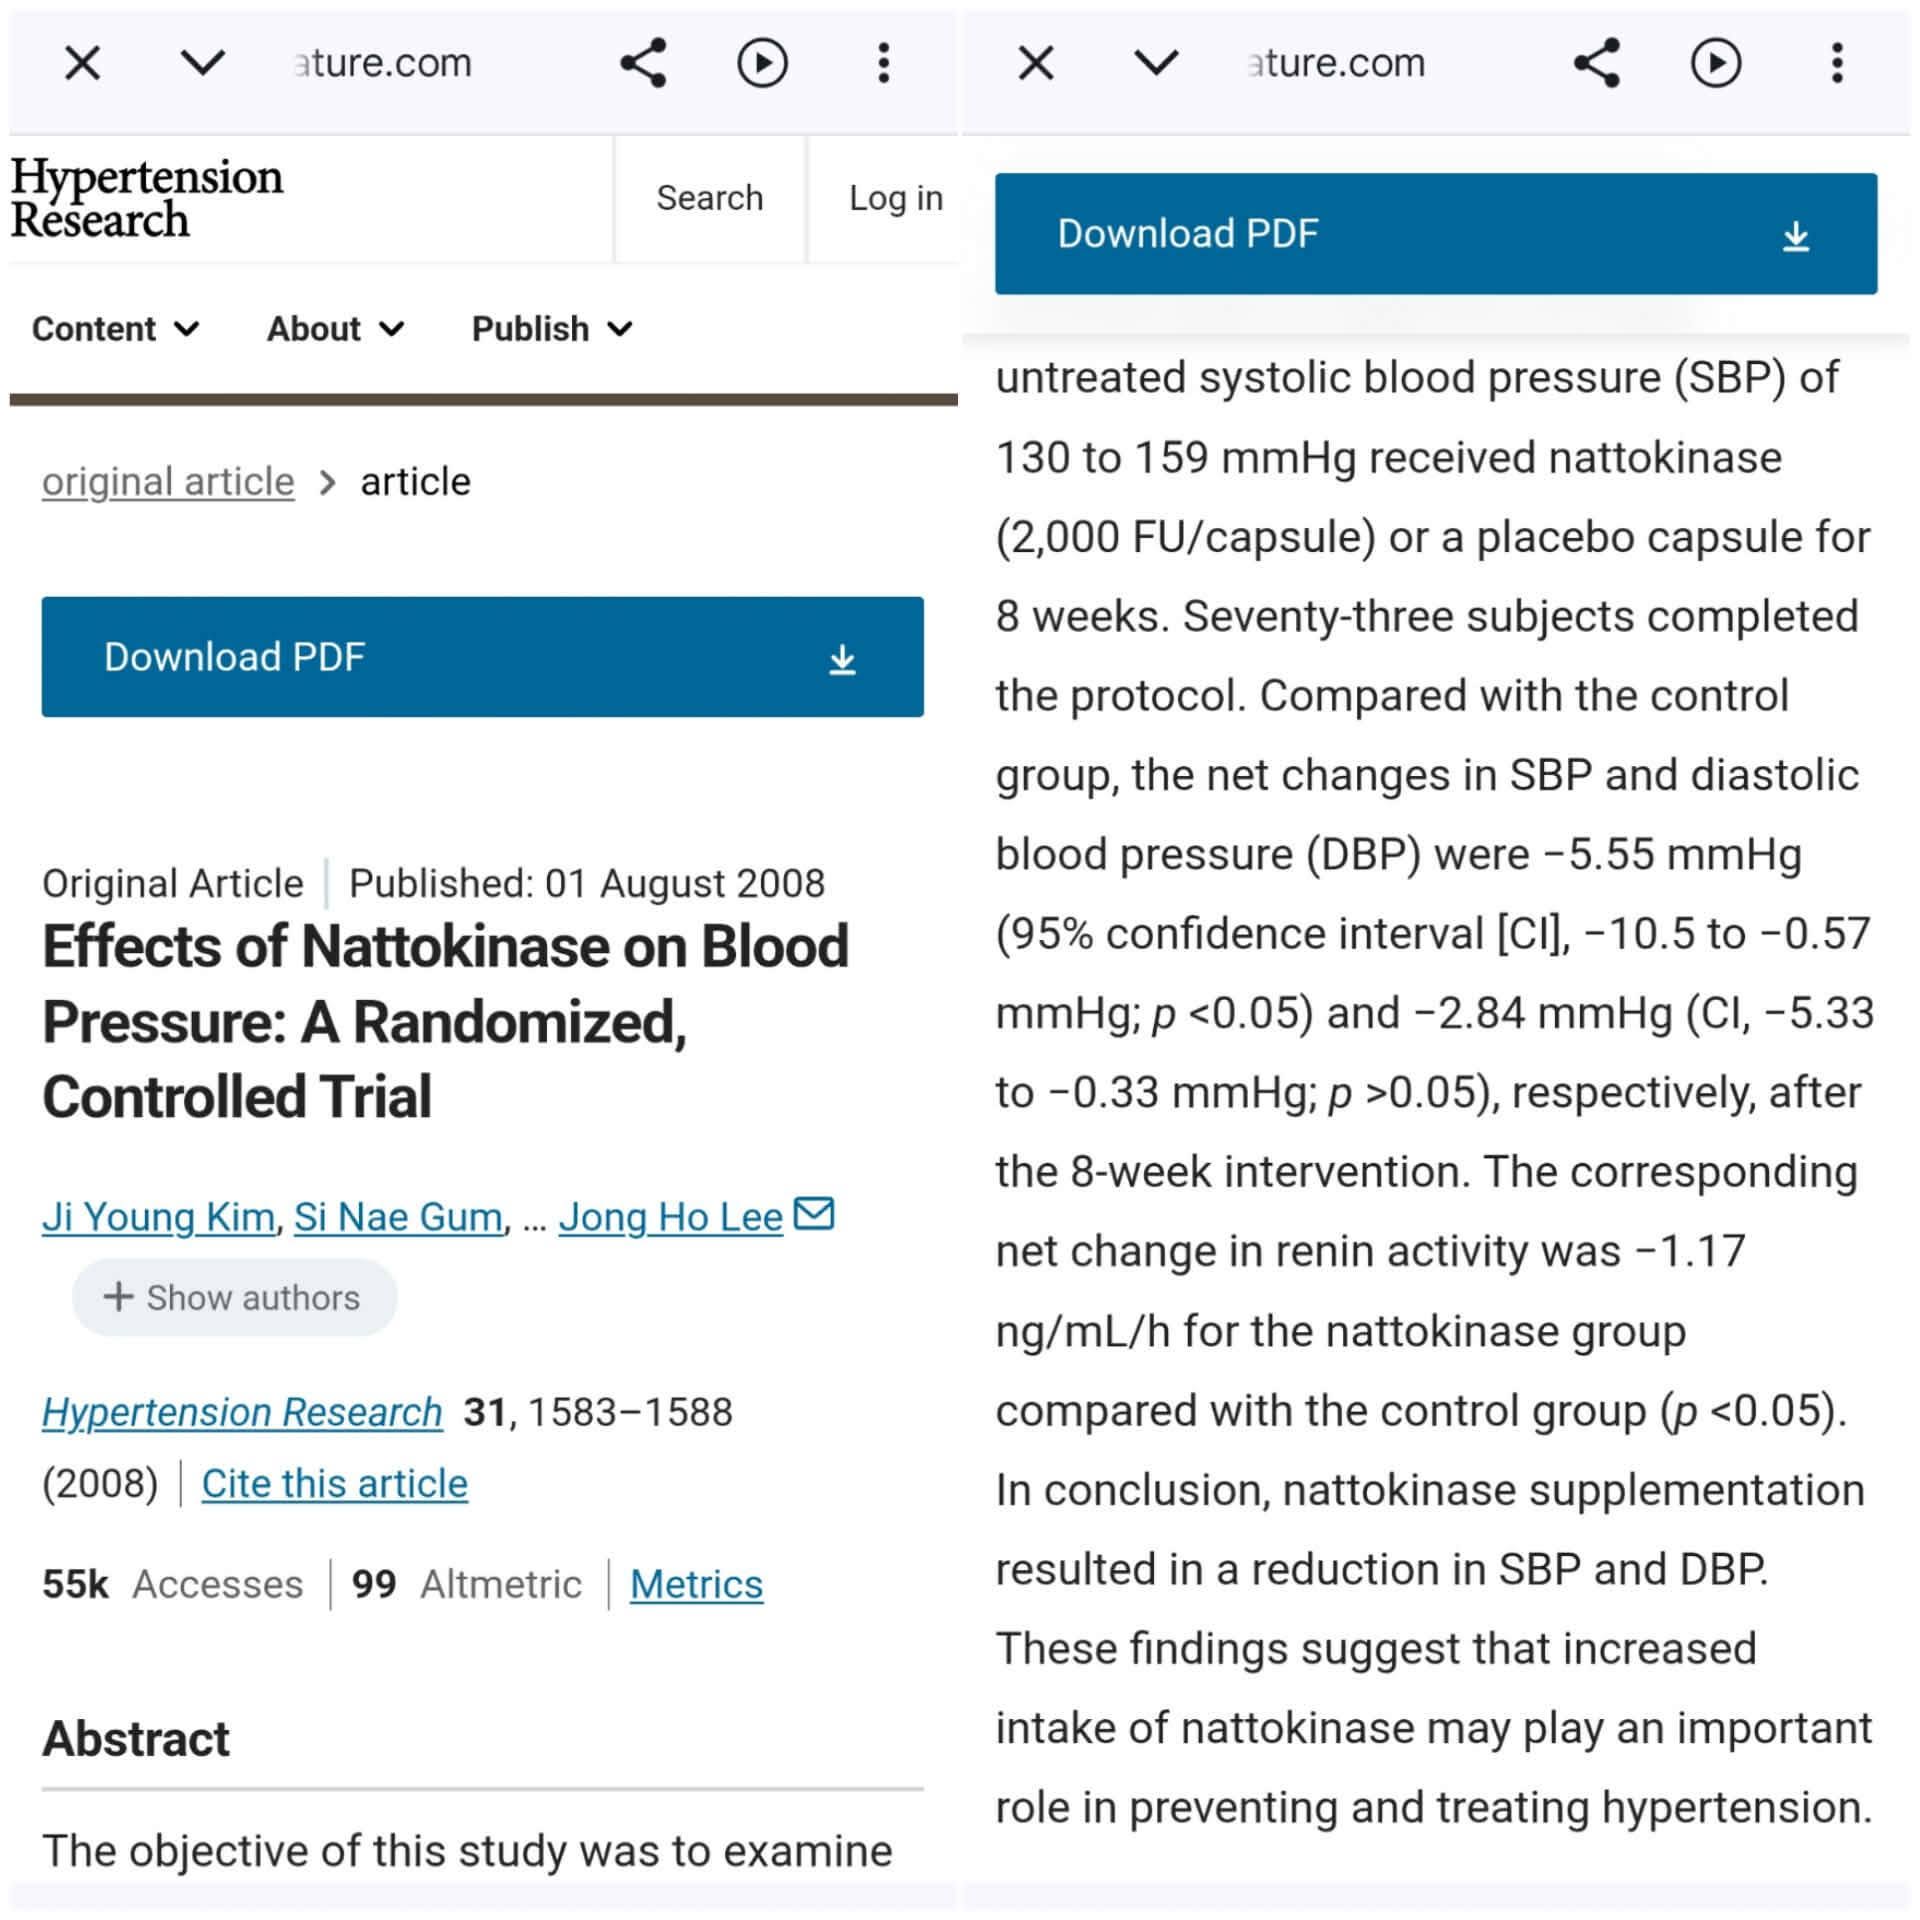 ature.com
Hypertension
Research
Search
Log in
Content
About
Publish
original article > article
Download PDF
Original Article | Published: 01 August 2008
Effects of Nattokinase on Blood
Pressure: A Randomized,
Controlled Trial
Ji Young Kim, Si Nae Gum, ... Jong Ho Lee
+ Show authors
Hypertension Research 31, 1583–1588
(2008) | Cite this article
55k Accesses | 99 Altmetric | Metrics
Abstract
The objective of this study was to examine
ature.com
Download PDF
untreated systolic blood pressure (SBP) of
130 to 159 mmHg received nattokinase
(2,000 FU/capsule) or a placebo capsule for
8 weeks. Seventy-three subjects completed
the protocol. Compared with the control
group, the net changes in SBP and diastolic
blood pressure (DBP) were −5.55 mmHg
(95% confidence interval [CI], −10.5 to −0.57
mmHg; p <0.05) and −2.84 mmHg (CI, −5.33
to −0.33 mmHg; p >0.05), respectively, after
the 8-week intervention. The corresponding
net change in renin activity was −1.17
ng/mL/h for the nattokinase group
compared with the control group (p <0.05).
In conclusion, nattokinase supplementation
resulted in a reduction in SBP and DBP.
These findings suggest that increased
intake of nattokinase may play an important
role in preventing and treating hypertension.